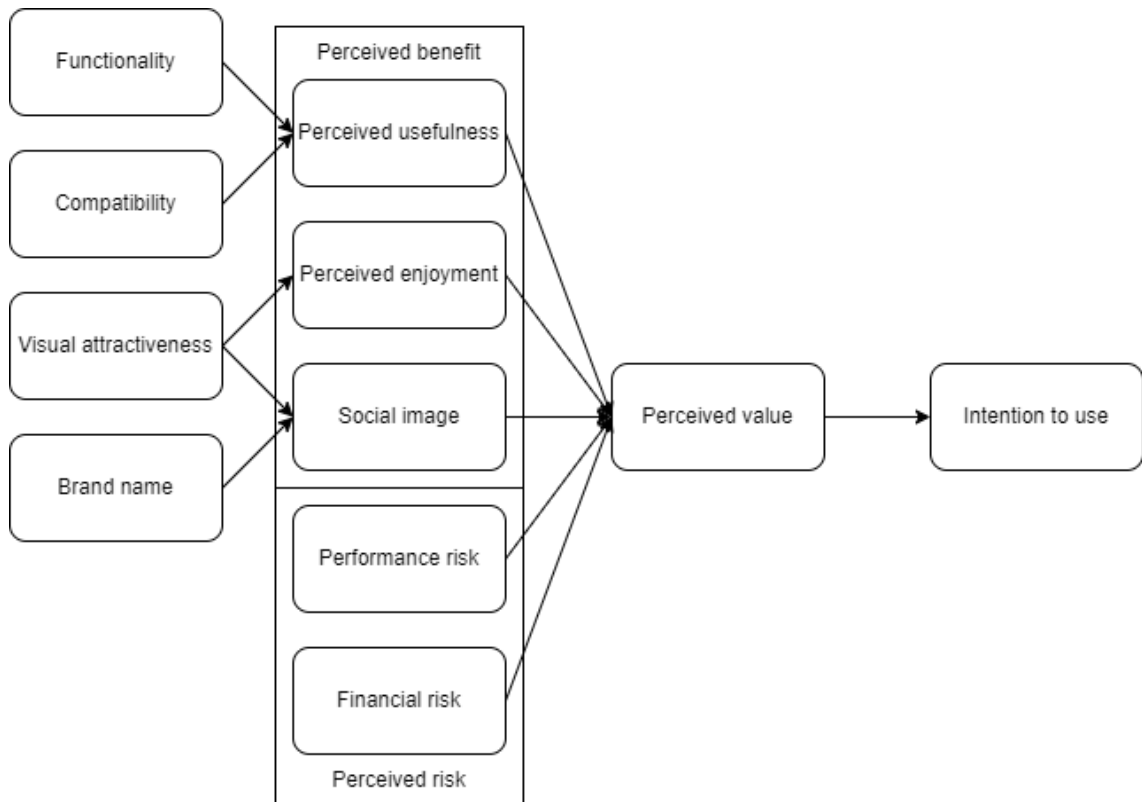 Functionality
Compatibility
Visual attractiveness
Brand name
Perceived benefit
Perceived usefulness
Perceived enjoyment
Social image
Performance risk
Financial risk
Perceived risk
Perceived value
Intention to use